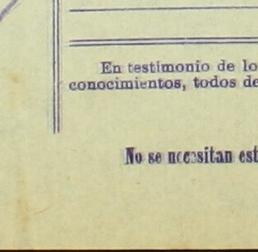 En testimonio de lo
conocimientos, todos de
No se necesitan est